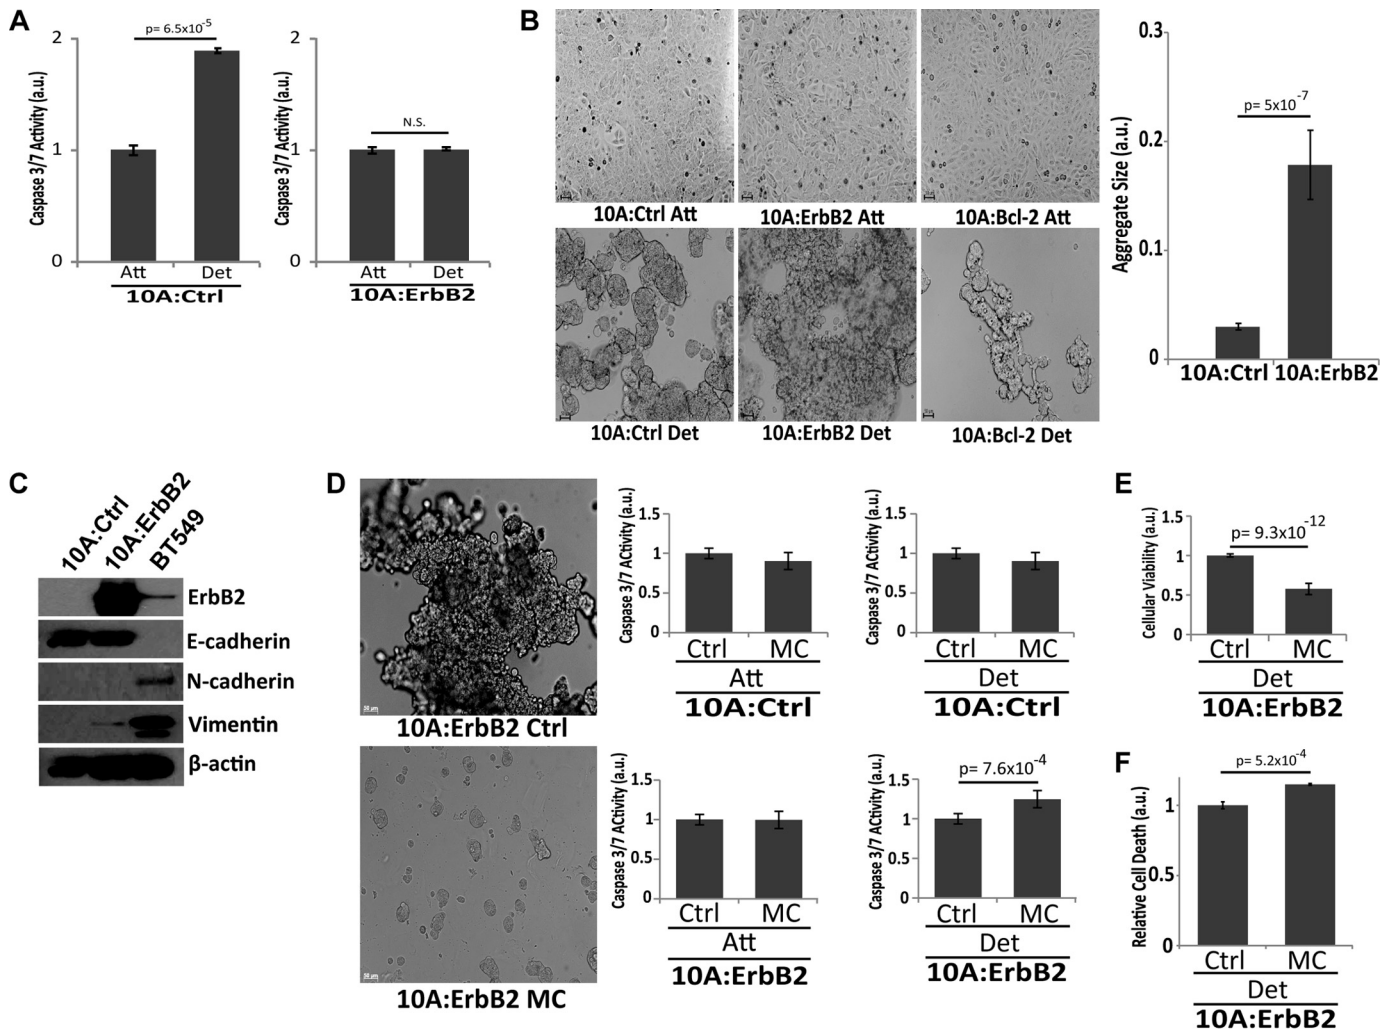 A
p= 6.5x10-5
Caspase 3/7 Activity (a.u.)
2
1
0
Att
Det
10A:Ctrl
Caspase 3/7 Activity (a.u.)
2
1
0
N.S.
Att
Det
10A:ErbB2
B
10A:Ctrl Att
10A:ErbB2 Att
10A:Bcl-2 Att
10A:Ctrl Det
10A:ErbB2 Det
10A:Bcl-2 Det
Aggregate Size (a.u.)
0.3
0.2
0.1
0
p= 5x10-7
10A:Ctrl
10A:ErbB2
C
10A:Ctrl
10A:ErbB2
BT549
ErbB2
E-cadherin
N-cadherin
Vimentin
β-actin
D
10A:ErbB2 Ctrl
Caspase 3/7 ACtivity (a.u.)
1.5
1
0.5
0
Ctrl
MC
Att
10A:Ctrl
Caspase 3/7 ACtivity (a.u.)
1.5
1
0.5
0
Ctrl
MC
Det
10A:Ctrl
10A:ErbB2 MC
Caspase 3/7 ACtivity (a.u.)
1.5
1
0.5
0
Ctrl
MC
Att
10A:ErbB2
Caspase 3/7 ACtivity (a.u.)
1.5
1
0.5
0
p= 7.6x10-4
Ctrl
MC
Det
10A:ErbB2
E
Cellular Viability (a.u.)
1.5
1
0.5
0
p= 9.3x10-12
Ctrl
MC
Det
10A:ErbB2
F
Relative Cell Death (a.u.)
1
0.5
0
p= 5.2x10-4
Ctrl
MC
Det
10A:ErbB2